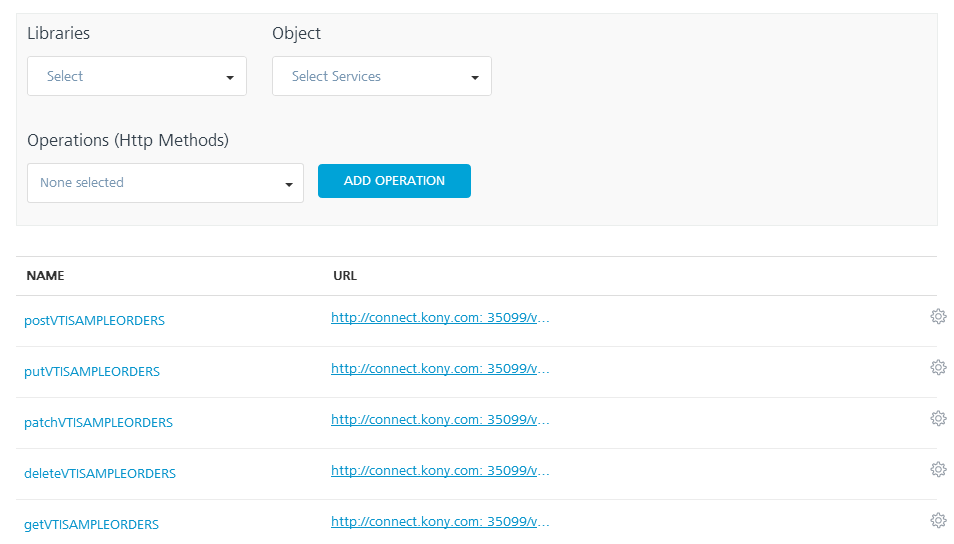 Libraries Object
Select Select Services
Operations (Http Methods)
None selected ADD OPERATION
NAME URL
postVTISAMPLEORDERS http://connect.kony.com: 35099/v...
putVTISAMPLEORDERS http://connect.kony.com: 35099/v...
patchVTISAMPLEORDERS http://connect.kony.com: 35099/v...
deleteVTISAMPLEORDERS http://connect.kony.com: 35099/v...
getVTISAMPLEORDERS http://connect.kony.com: 35099/v...